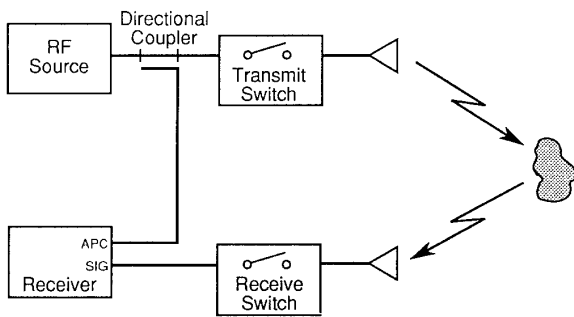 Directional
Coupler
RF
Source
Transmit
Switch
APC
SIG
Receiver
Receive
Switch